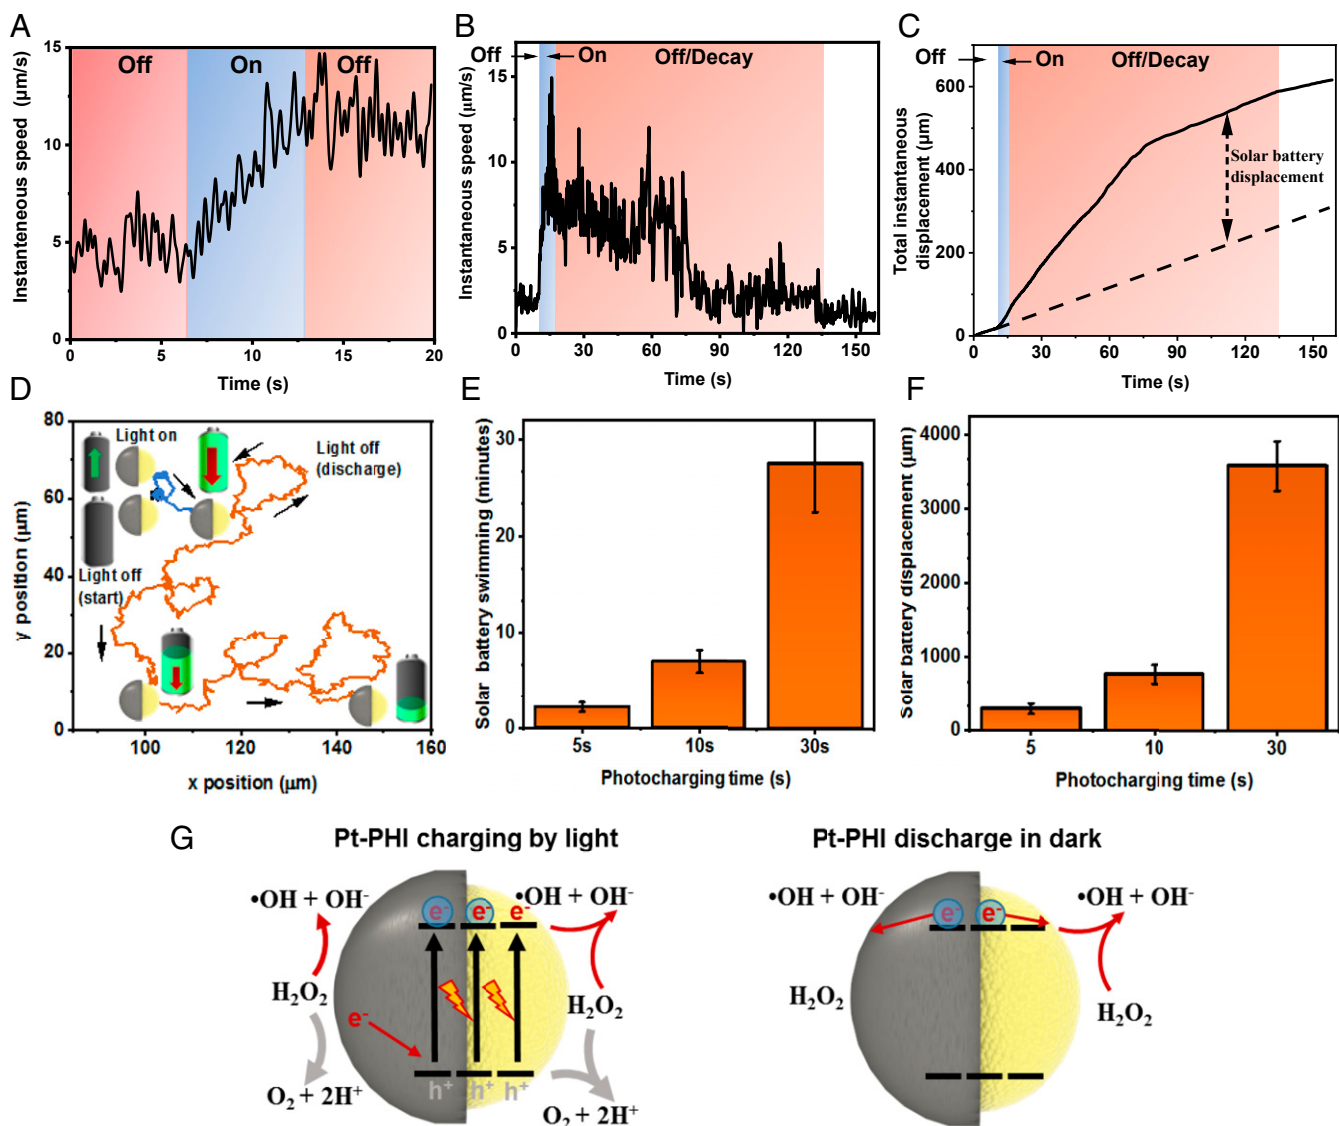 A
Instanteneous speed (μm/s)
15
10
5
0
Off
On
Off
0
5
10
15
20
Time (s)
B
Off
On
Off/Decay
Instantaneous speed (μm/s)
15
10
5
0
0
30
60
90
120
150
Time (s)
C
Off
On
Off/Decay
Total instantaneous
displacement (μm)
600
400
200
0
Solar battery
displacement
0
30
60
90
120
150
Time (s)
D
y position (μm)
80
60
40
20
0
Light on
Light off
(discharge)
Light off
(start)
100
120
140
160
x position (μm)
E
Solar battery swimming (minutes)
30
20
10
0
5s
10s
30s
Photocharging time (s)
F
Solar battery displacement (μm)
4000
3000
2000
1000
0
5
10
30
Photocharging time (s)
G
Pt-PHI charging by light
•OH + OH⁻
e⁻ e⁻ e⁻
•OH + OH⁻
H₂O₂
H₂O₂
e⁻
h⁺ h⁺ h⁺
O₂ + 2H⁺
O₂ + 2H⁺
Pt-PHI discharge in dark
•OH + OH⁻
e⁻ e⁻
•OH + OH⁻
H₂O₂
H₂O₂